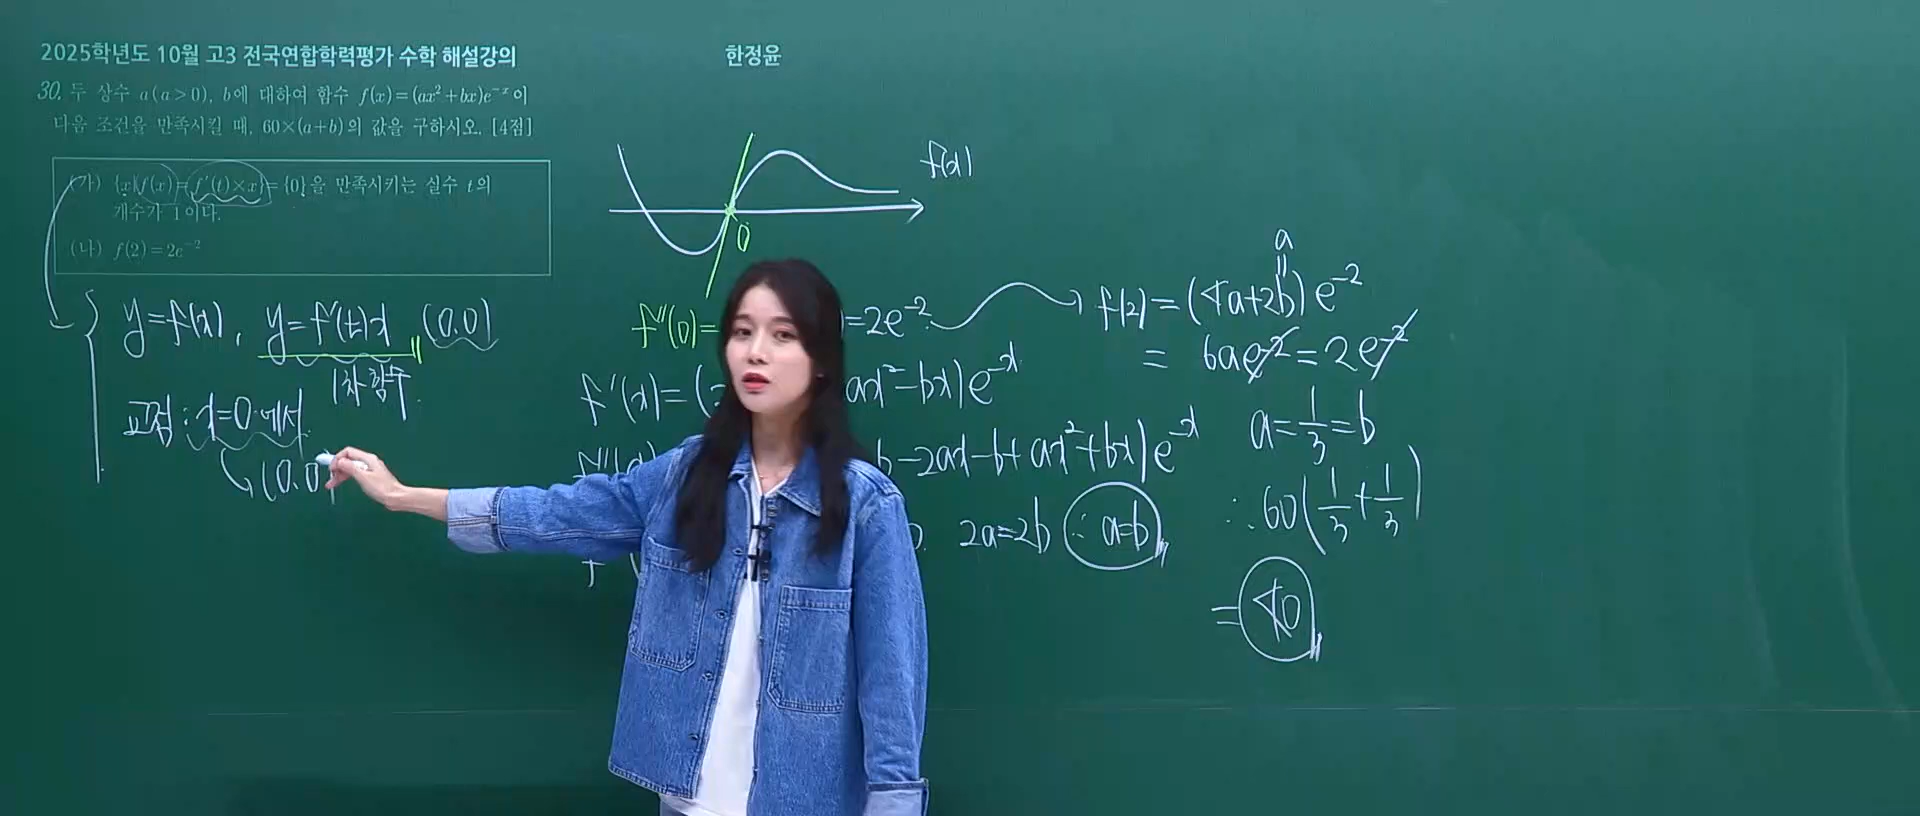 2025학년도 10월 고3 전국연합학력평가 수학 해설강의
한정윤
30. 두 상수 a(a>0), b에 대하여 함수 f(x)=(ax²+bx)e⁻ˣ이
다음 조건을 만족시킬 때, 60×(a+b)의 값을 구하시오. [4점]
(가) {x|f(x)=f′(t)×x}={0}을 만족시키는 실수 t의
개수가 1이다.
(나) f(2)=2e⁻²
y=f(x), y=f′(t)x (0.0)
1차함수
교점: x=0에서
(0.0)
f(x)
0
f″(0)=
=2e⁻²
f′(x)=(
ax²-bx)e⁻ˣ
b-2ax-b+ax²+bx)e⁻ˣ
2a=2b ∴ a=b
a
=
f(2)=(4a+2b)e⁻²
= 6ae⁻²=2e⁻²
a=1/3=b
∴60(1/3+1/3)
=40